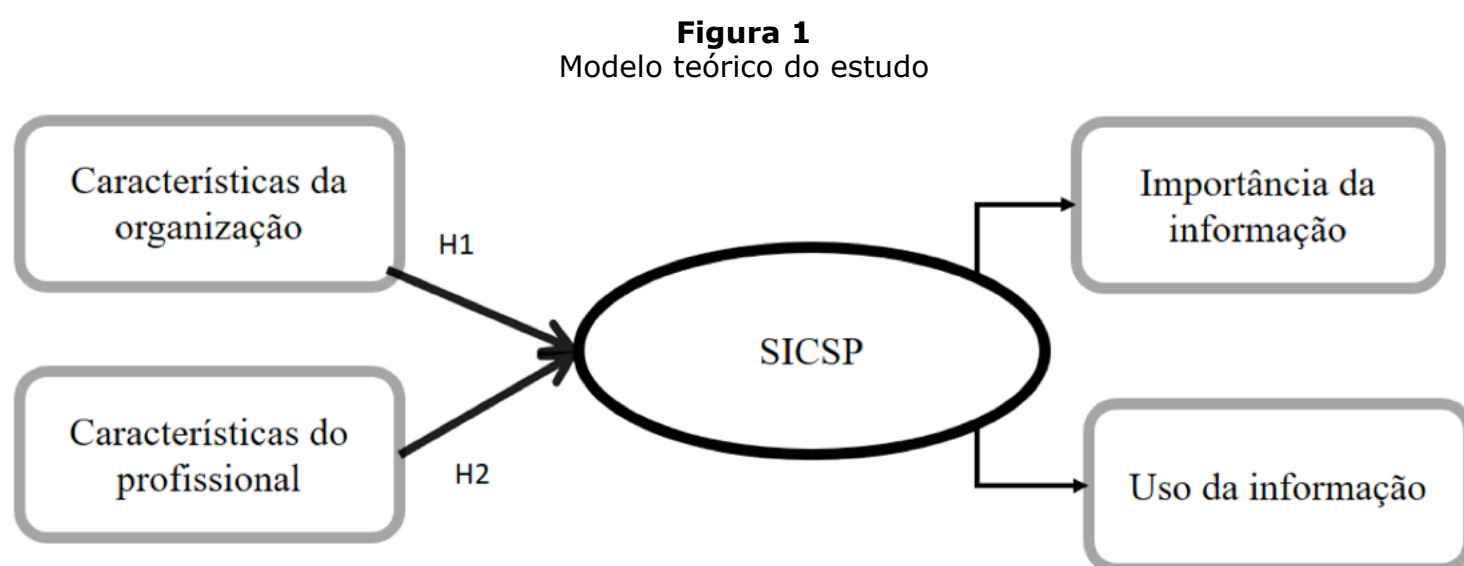 Figura 1
Modelo teórico do estudo
Características da
organização
H1
Características do
profissional
H2
SICSP
Importância da
informação
Uso da informação